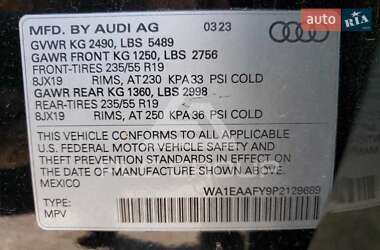 RIA.com
MFD. BY AUDI AG 03 23
GVWR KG 2490, LBS 5489
GAWR FRONT KG 1250, LBS 2756
FRONT-TIRES 235/55 R19
8JX19 RIMS, AT 230 KPA 33 PSI COLD
GAWR REAR KG 1360, LBS 2998
REAR-TIRES 235/55 R19
8JX19 RIMS, AT 250 KPA 36 PSI COLD
THIS VEHICLE CONFORMS TO ALL APPLICABLE
U.S. FEDERAL MOTOR VEHICLE SAFETY AND
THEFT PREVENTION STANDARDS IN EFFECT ON
THE DATE OF MANUFACTURE SHOWN ABOVE.
MEXICO
WA1EAAFY9P2129689
TYPE:
MPV